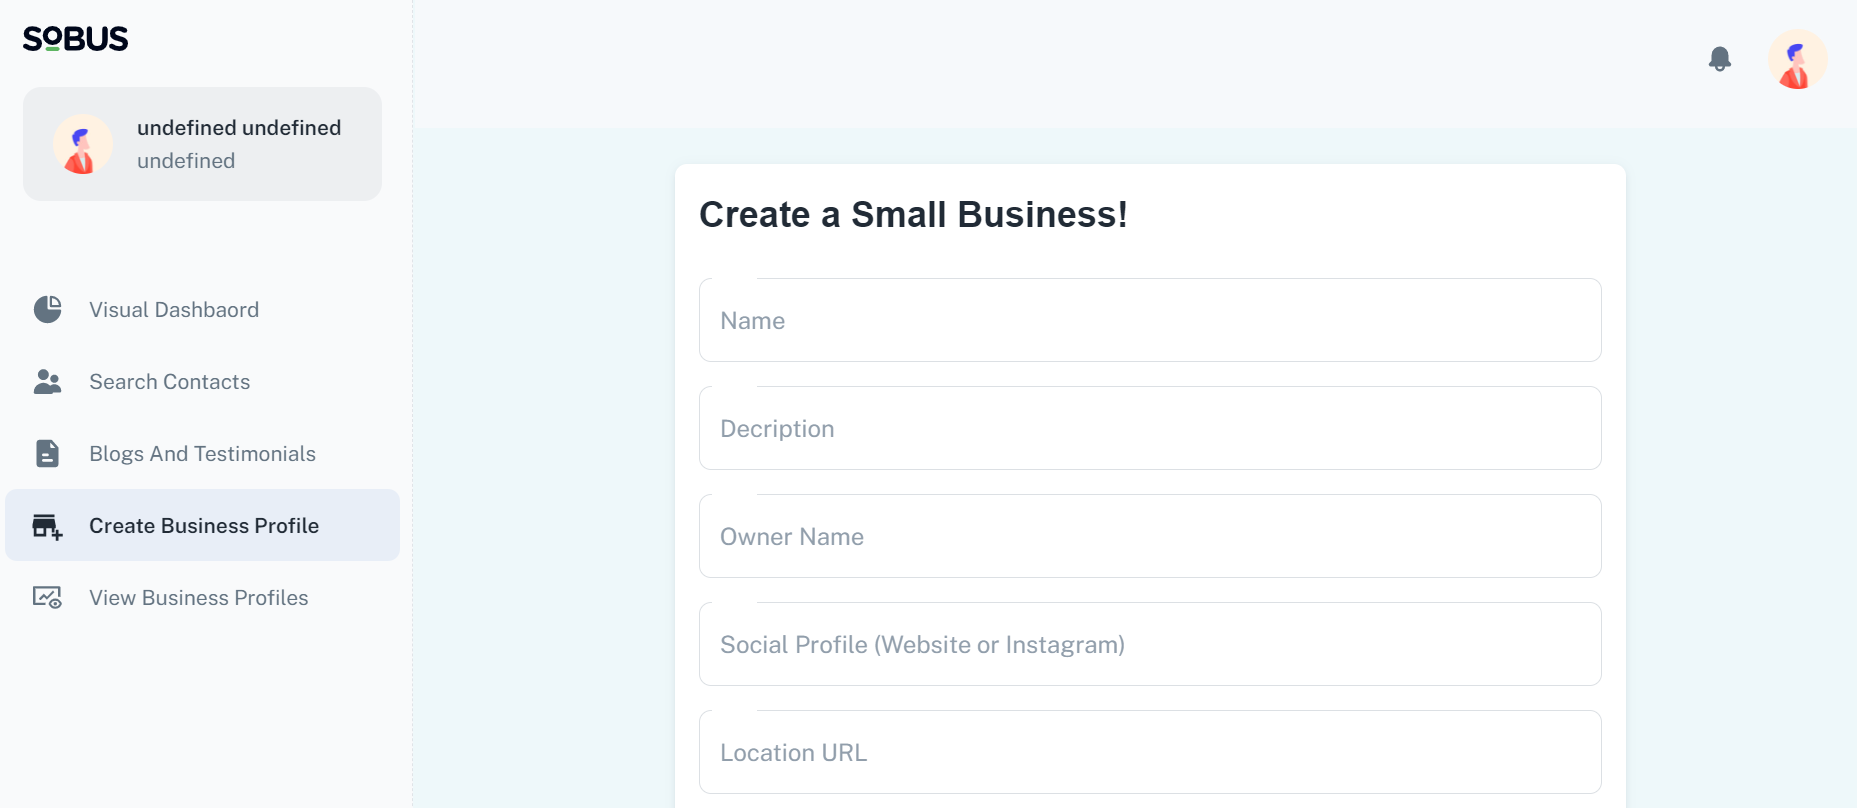 SOBUS
undefined undefined
undefined
Visual Dashbaord
Search Contacts
Blogs And Testimonials
Create Business Profile
View Business Profiles
Create a Small Business!
Name
Decription
Owner Name
Social Profile (Website or Instagram)
Location URL